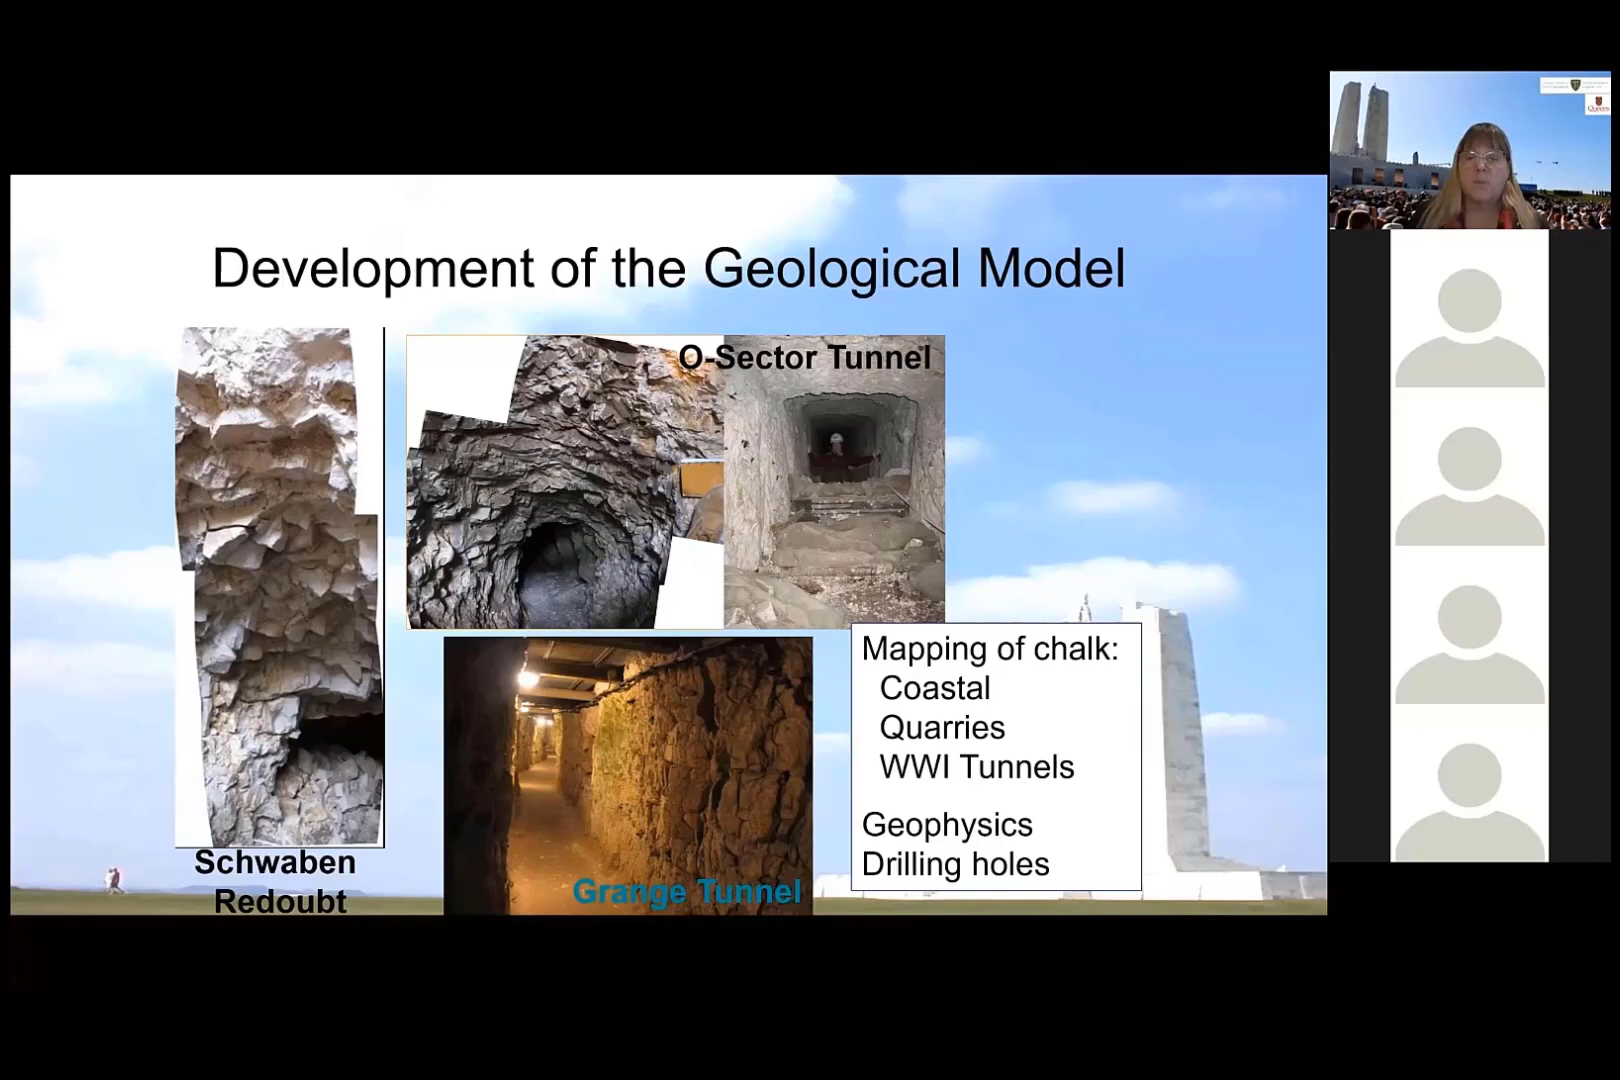 Development of the Geological Model
O-Sector Tunnel
Schwaben
Redoubt
Grange Tunnel
Mapping of chalk:
Coastal
Quarries
WWI Tunnels
Geophysics
Drilling holes
Queen's